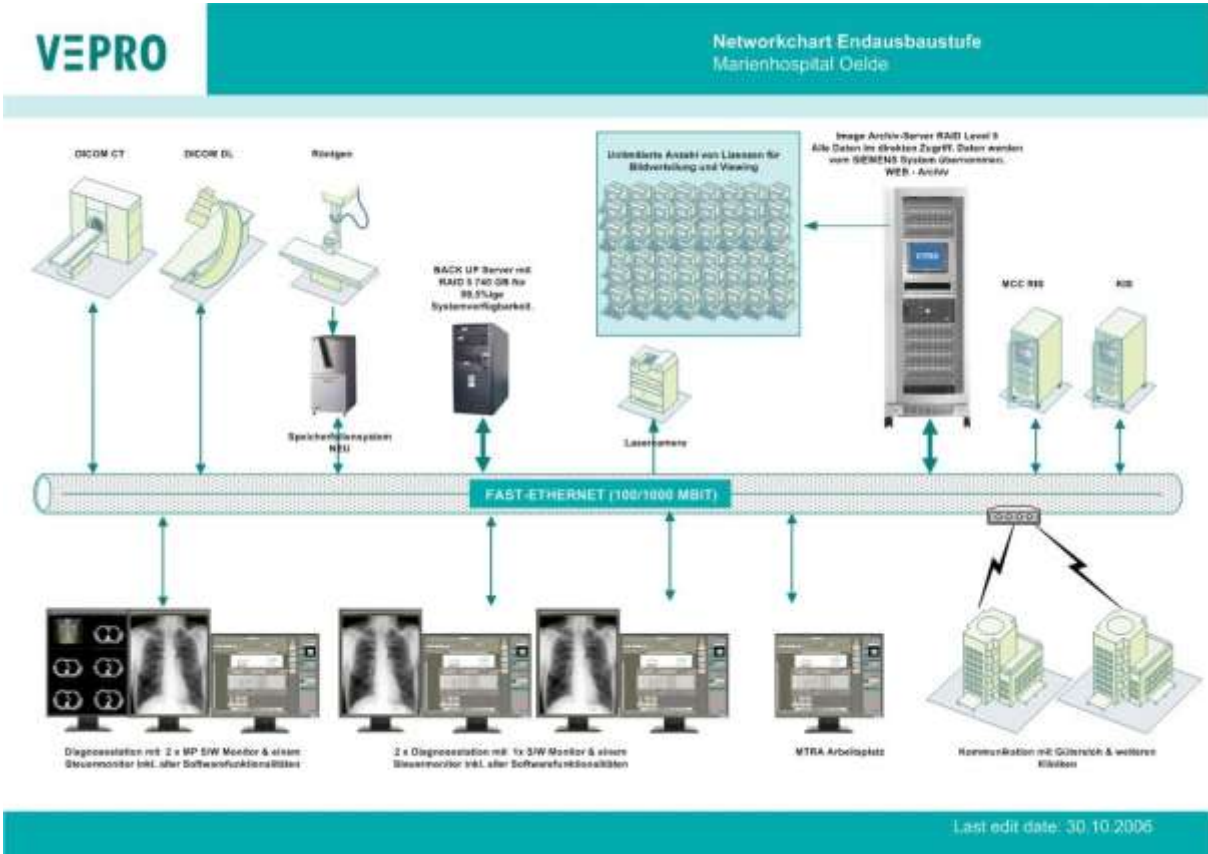 VEPRO
Networkchart Endausbaustufe
Marienhospital Oelde
DICOM CT
DICOM DL
Röntgen
Unlimitierte Anzahl von Lizenzen für
Bildverteilung und Viewing
Image Archiv-Server RAID Level 5
Alle Daten im direkten Zugriff. Daten werden
vom SIEMENS System übernommen.
WEB - Archiv
BACK UP Server mit
RAID 5 740 GB für
99,5%ige
Systemverfügbarkeit.
MCC RIS
RIS
Speicherfoliensystem
NEU
Lasercamera
FAST-ETHERNET (100/1000 MBIT)
Diagnosestation mit 2 x MP S/W Monitor & einem
Steuermonitor inkl. aller Softwarefunktionalitäten
2 x Diagnosestation mit 1x S/W Monitor & einem
Steuermonitor inkl. aller Softwarefunktionalitäten
MTRA Arbeitsplatz
Kommunikation mit Gütersloh & weiteren
Kliniken
Last edit date: 30.10.2006